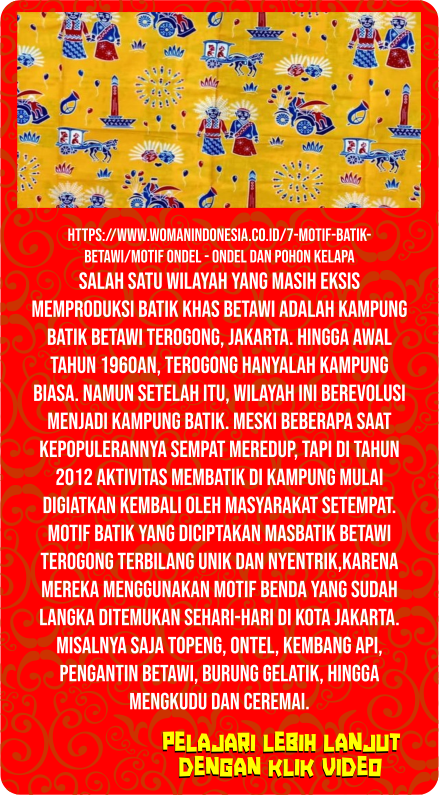 HTTPS://WWW.WOMANINDONESIA.CO.ID/7-MOTIF-BATIK-
BETAWI/MOTIF ONDEL - ONDEL DAN POHON KELAPA
SALAH SATU WILAYAH YANG MASIH EKSIS
MEMPRODUKSI BATIK KHAS BETAWI ADALAH KAMPUNG
BATIK BETAWI TEROGONG, JAKARTA. HINGGA AWAL
TAHUN 1960AN, TEROGONG HANYALAH KAMPUNG
BIASA. NAMUN SETELAH ITU, WILAYAH INI BEREVOLUSI
MENJADI KAMPUNG BATIK. MESKI BEBERAPA SAAT
KEPOPULERANNYA SEMPAT MEREDUP, TAPI DI TAHUN
2012 AKTIVITAS MEMBATIK DI KAMPUNG MULAI
DIGIATKAN KEMBALI OLEH MASYARAKAT SETEMPAT.
MOTIF BATIK YANG DICIPTAKAN MASBATIK BETAWI
TEROGONG TERBILANG UNIK DAN NYENTRIK,KARENA
MEREKA MENGGUNAKAN MOTIF BENDA YANG SUDAH
LANGKA DITEMUKAN SEHARI-HARI DI KOTA JAKARTA.
MISALNYA SAJA TOPENG, ONTEL, KEMBANG API,
PENGANTIN BETAWI, BURUNG GELATIK, HINGGA
MENGKUDU DAN CEREMAI.
PELAJARI LEBIH LANJUT
DENGAN KLIK VIDEO